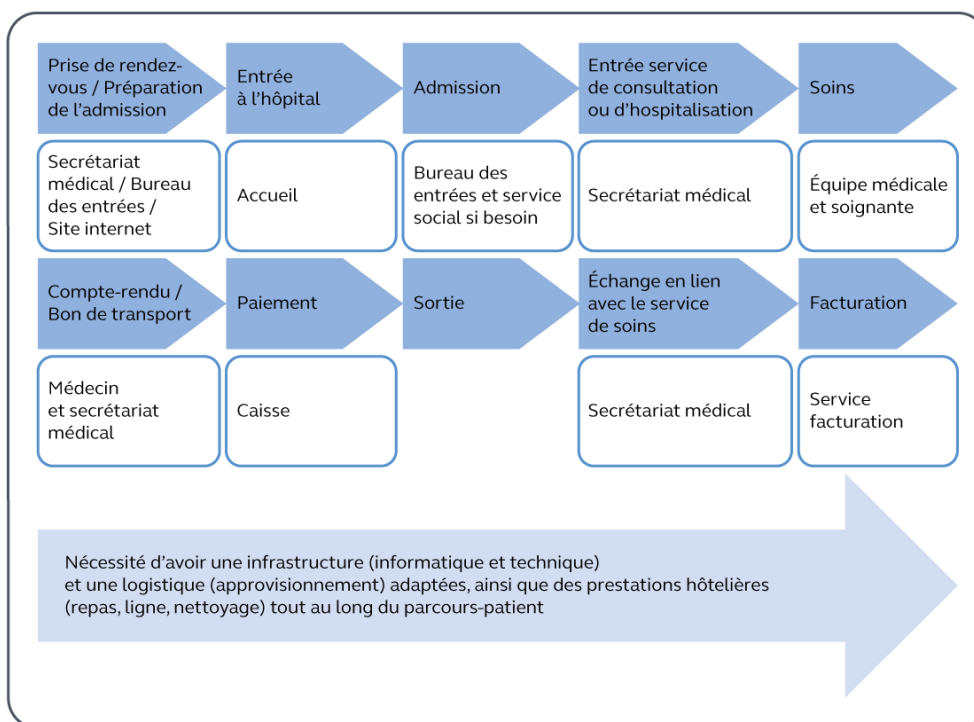 Prise de rendez-
vous / Préparation
de l'admission
Entrée
à l'hôpital
Admission
Entrée service
de consultation
ou d'hospitalisation
Soins
Secrétariat
médical / Bureau
des entrées /
Site internet
Accueil
Bureau des
entrées et service
social si besoin
Secrétariat médical
Équipe médicale
et soignante
Compte-rendu /
Bon de transport
Paiement
Sortie
Échange en lien
avec le service
de soins
Facturation
Médecin
et secrétariat
médical
Caisse
Secrétariat médical
Service
facturation
Nécessité d'avoir une infrastructure (informatique et technique)
et une logistique (approvisionnement) adaptées, ainsi que des prestations hôtelières
(repas, ligne, nettoyage) tout au long du parcours-patient